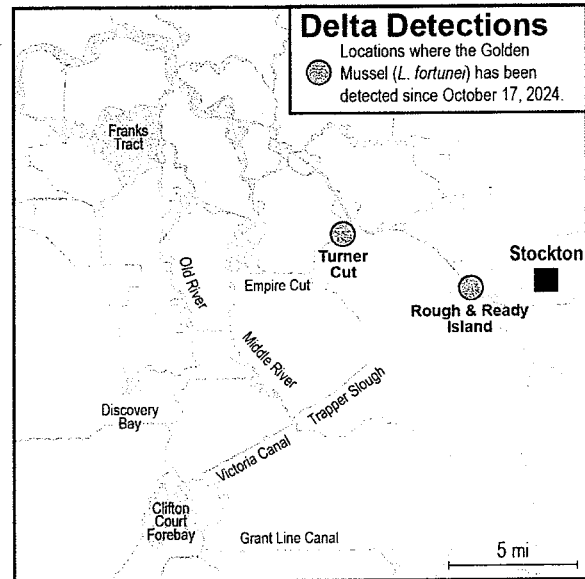 Delta Detections
Locations where the Golden
Mussel (L. fortunei) has been
detected since October 17, 2024.
Franks
Tract
Turner
Cut
Stockton
Old River
Empire Cut
Rough & Ready
Island
Middle River
Trapper Slough
Discovery
Bay
Victoria Canal
Clifton
Court
Forebay
Grant Line Canal
5 mi